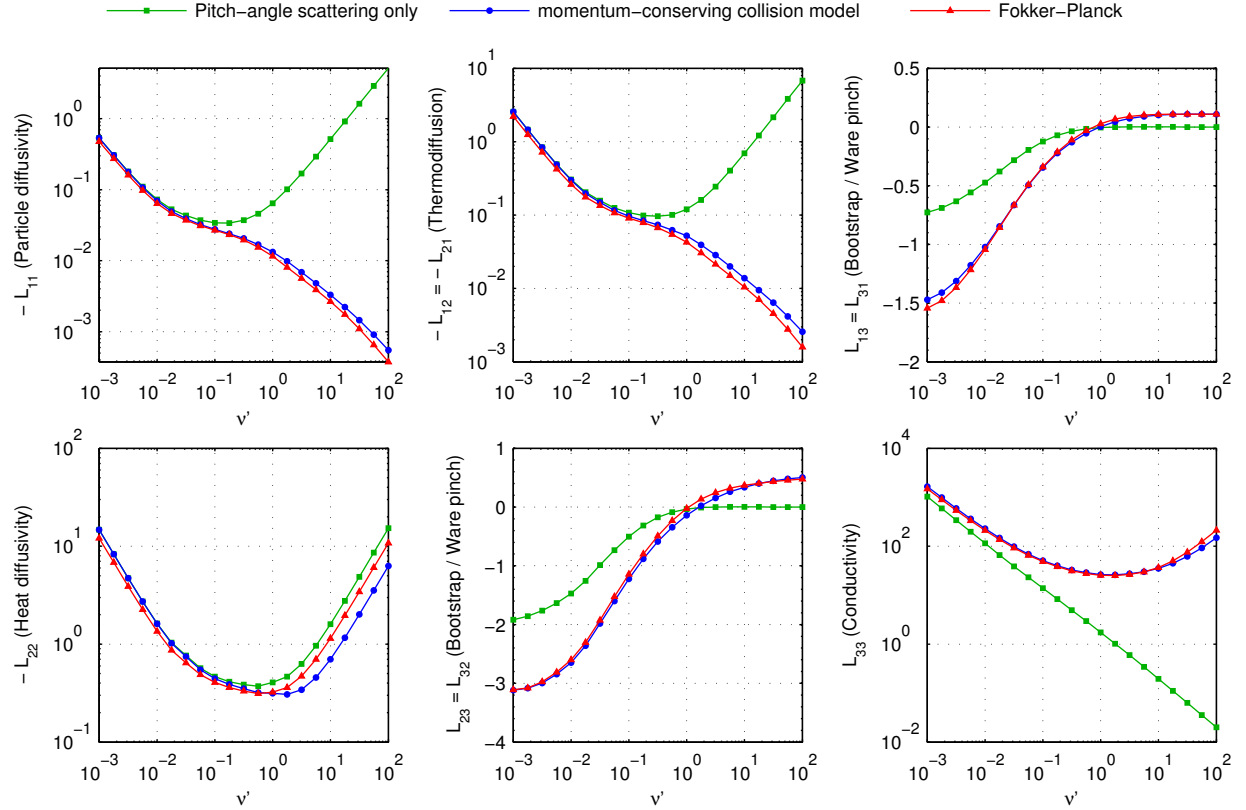 Pitch−angle scattering only momentum−conserving collision model Fokker−Planck
− L11 (Particle diffusivity)
10^0
10^−1
10^−2
10^−3
10^−3 10^−2 10^−1 10^0 10^1 10^2
ν'
− L12 = − L21 (Thermodiffusion)
10^2
10^1
10^0
10^−1
10^−2
10^−3
10^−3 10^−2 10^−1 10^0 10^1 10^2
ν'
L13 = L31 (Bootstrap / Ware pinch)
0.5
0
−0.5
−1
−1.5
−2
10^−3 10^−2 10^−1 10^0 10^1 10^2
ν'
− L22 (Heat diffusivity)
10^2
10^1
10^0
10^−1
10^−3 10^−2 10^−1 10^0 10^1 10^2
ν'
L23 = L32 (Bootstrap / Ware pinch)
1
0
−1
−2
−3
−4
10^−3 10^−2 10^−1 10^0 10^1 10^2
ν'
L33 (Conductivity)
10^4
10^2
10^0
10^−2
10^−3 10^−2 10^−1 10^0 10^1 10^2
ν'